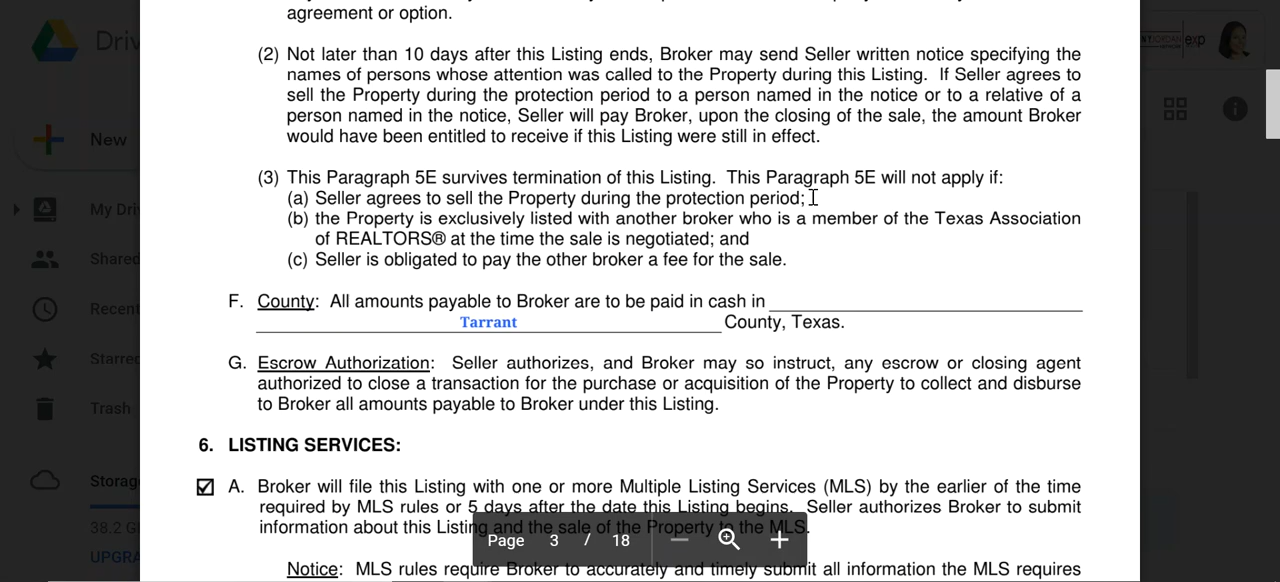 agreement or option.
Driv
exp
(2) Not later than 10 days after this Listing ends, Broker may send Seller written notice specifying the
names of persons whose attention was called to the Property during this Listing. If Seller agrees to
sell the Property during the protection period to a person named in the notice or to a relative of a
person named in the notice, Seller will pay Broker, upon the closing of the sale, the amount Broker
would have been entitled to receive if this Listing were still in effect.
New
(3) This Paragraph 5E survives termination of this Listing. This Paragraph 5E will not apply if:
(a) Seller agrees to sell the Property during the protection period;
My Driv
(b) the Property is exclusively listed with another broker who is a member of the Texas Association
of REALTORS® at the time the sale is negotiated; and
Shared
(c) Seller is obligated to pay the other broker a fee for the sale.
F. County: All amounts payable to Broker are to be paid in cash in
Recent
Tarrant County, Texas.
Starred
G. Escrow Authorization: Seller authorizes, and Broker may so instruct, any escrow or closing agent
authorized to close a transaction for the purchase or acquisition of the Property to collect and disburse
to Broker all amounts payable to Broker under this Listing.
Trash
6. LISTING SERVICES:
Storag
A. Broker will file this Listing with one or more Multiple Listing Services (MLS) by the earlier of the time
required by MLS rules or 5 days after the date this Listing begins. Seller authorizes Broker to submit
information about this Listing and the sale of the Property to the MLS.
38.2 G
Page 3 / 18
UPGRA
Notice: MLS rules require Broker to accurately and timely submit all information the MLS requires